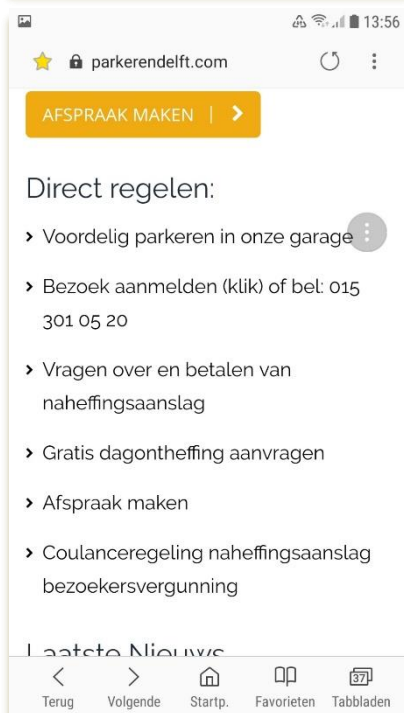 13:56
parkerendelft.com
AFSPRAAK MAKEN | >
Direct regelen:
> Voordelig parkeren in onze garage
> Bezoek aanmelden (klik) of bel: 015
301 05 20
> Vragen over en betalen van
naheffingsaanslag
> Gratis dagontheffing aanvragen
> Afspraak maken
> Coulanceregeling naheffingsaanslag
bezoekersvergunning
Laatste Nieuws
37
Terug Volgende Startp. Favorieten Tabbladen